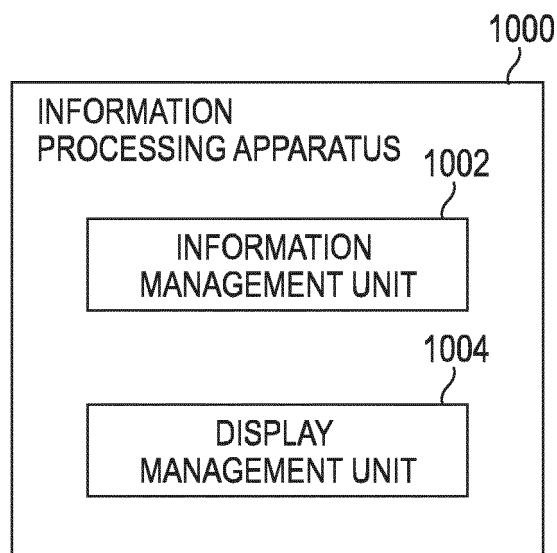 1000
INFORMATION
PROCESSING APPARATUS
1002
INFORMATION
MANAGEMENT UNIT
1004
DISPLAY
MANAGEMENT UNIT